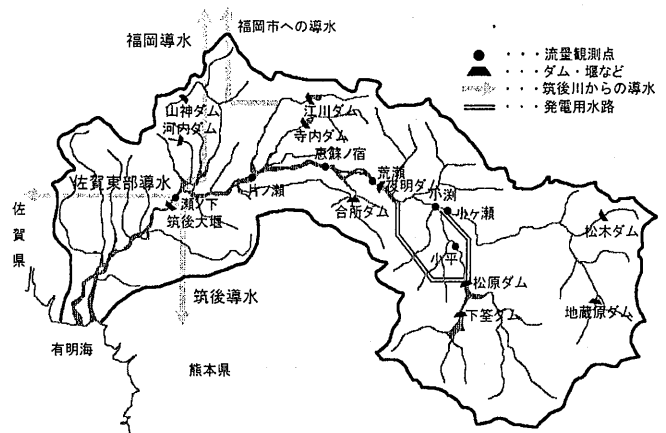 福岡市への導水
福岡導水
・・・流量観測点
・・・ダム・堰など
・・・筑後川からの導水
・・・発電用水路
山神ダム
江川ダム
河内ダム
寺内ダム
恵蘇ノ宿
荒瀬
夜明ダム
佐賀東部導水
片ノ瀬
瀬ノ下
小渕
小ヶ瀬
筑後大堰
合所ダム
松木ダム
佐賀県
小平
松原ダム
筑後導水
下筌ダム
地蔵原ダム
有明海
熊本県